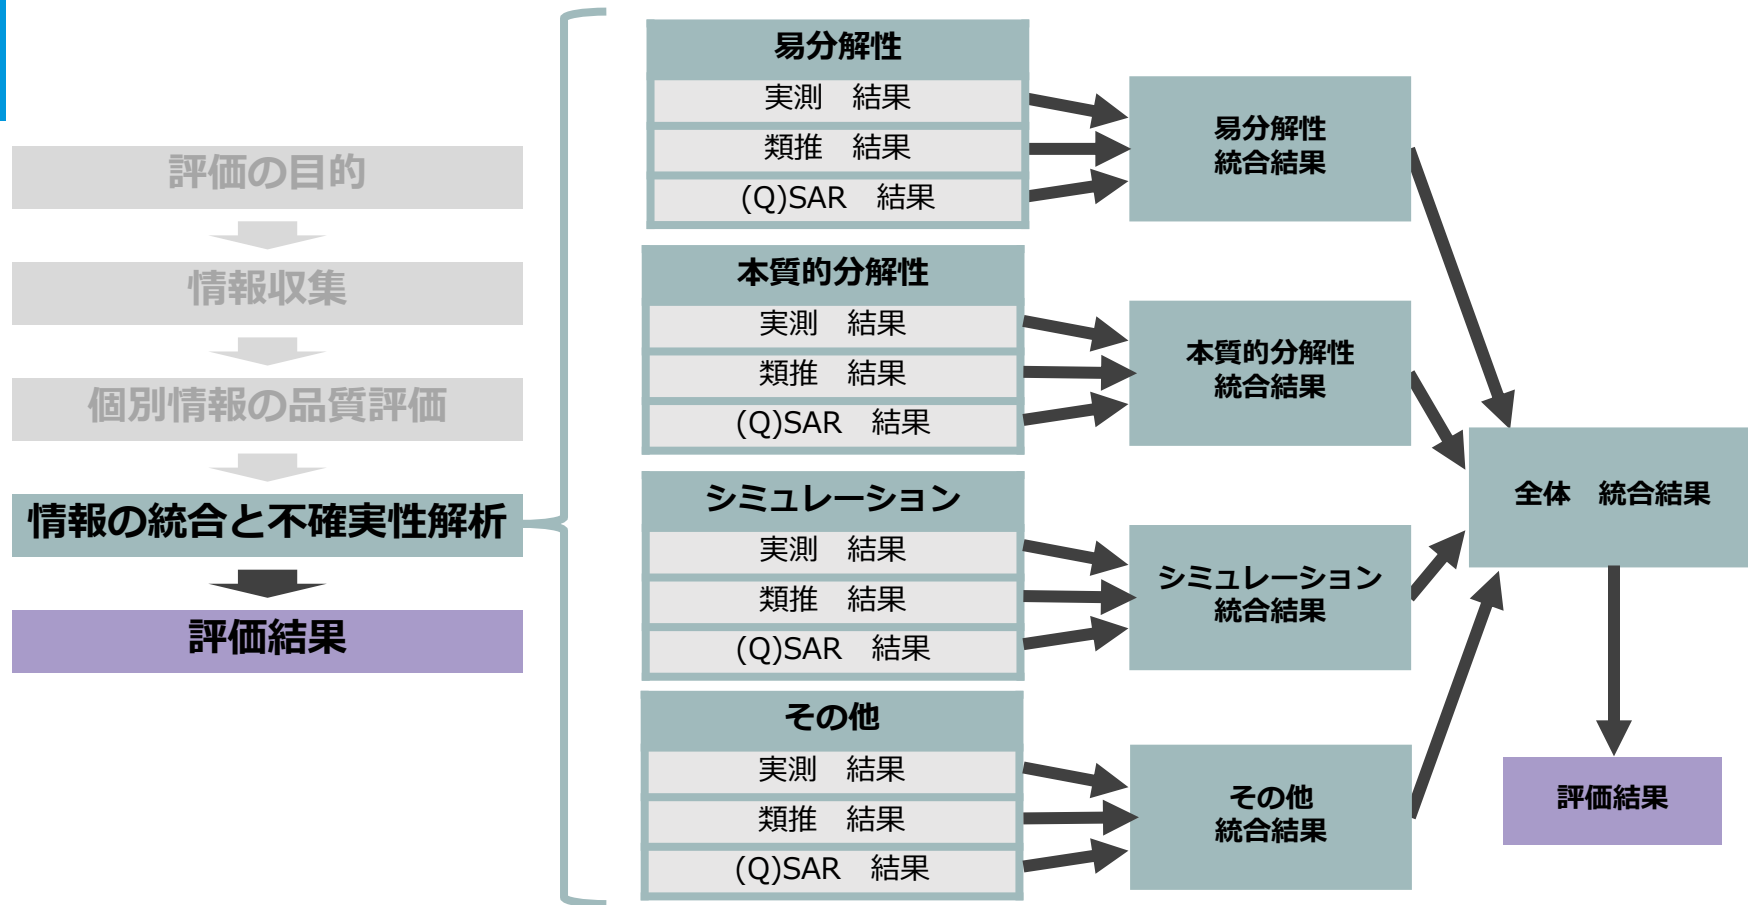 評価の目的
情報収集
個別情報の品質評価
情報の統合と不確実性解析
評価結果
易分解性
実測　結果
類推　結果
(Q)SAR　結果
易分解性
統合結果
本質的分解性
実測　結果
類推　結果
(Q)SAR　結果
本質的分解性
統合結果
シミュレーション
実測　結果
類推　結果
(Q)SAR　結果
シミュレーション
統合結果
その他
実測　結果
類推　結果
(Q)SAR　結果
その他
統合結果
全体　統合結果
評価結果